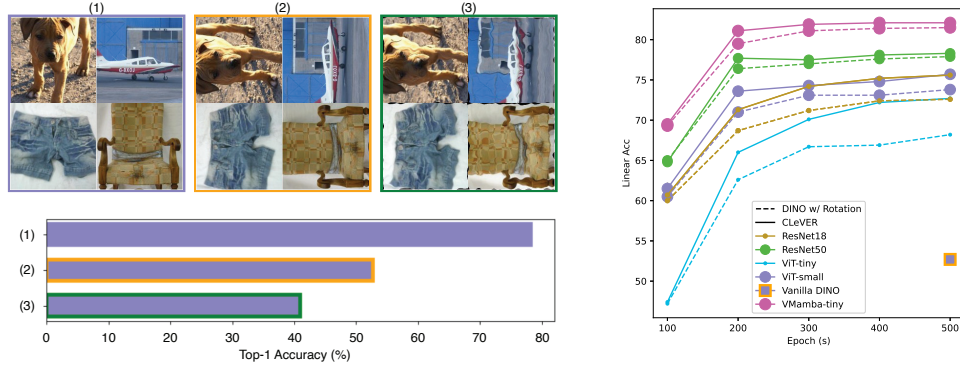 (1)
(2)
(3)
(1)
(2)
(3)
0
10
20
30
40
50
60
70
80
Top-1 Accuracy (%)
Linear Acc
80
75
70
65
60
55
50
DINO w/ Rotation
CLeVER
ResNet18
ResNet50
ViT-tiny
ViT-small
Vanilla DINO
VMamba-tiny
100
200
300
400
500
Epoch (s)